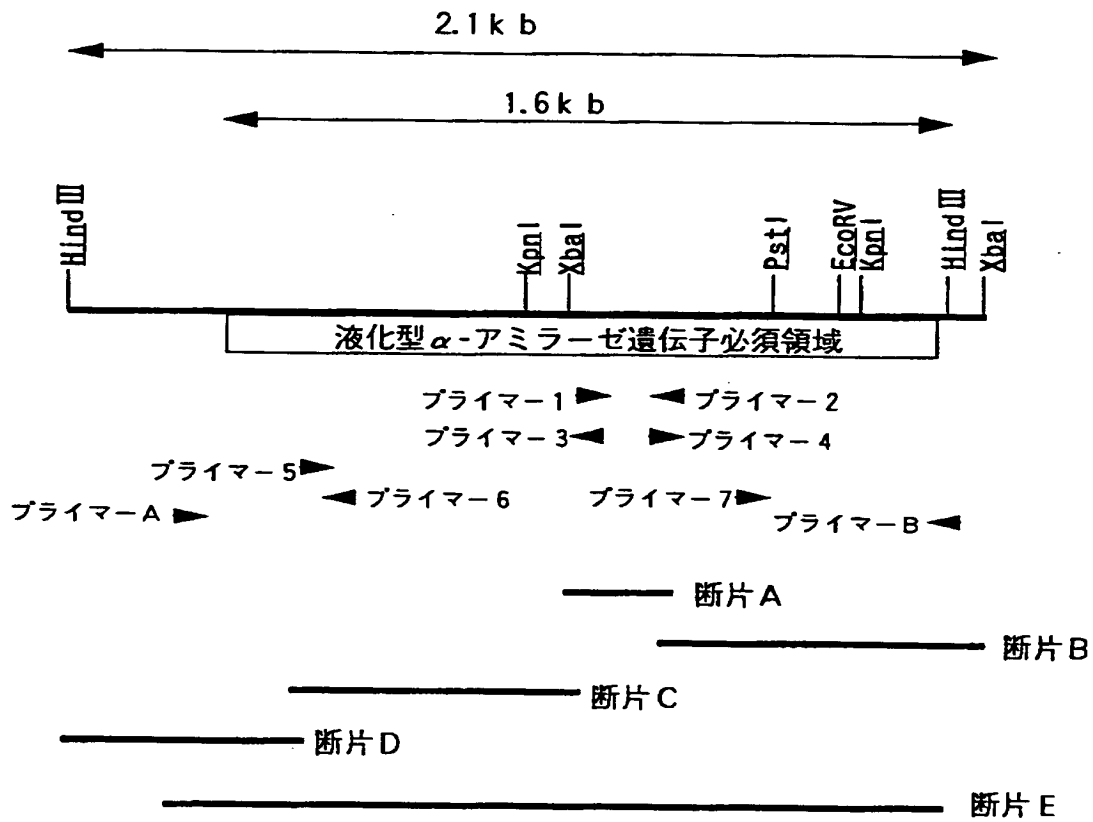 2.1kb
1.6kb
HindIII
KpnI
XbaI
PstI
EcoRV
KpnI
HindIII
XbaI
液化型α-アミラーゼ遺伝子必須領域
プライマー1
プライマー2
プライマー3
プライマー4
プライマー5
プライマー6
プライマー7
プライマーA
プライマーB
断片A
断片B
断片C
断片D
断片E